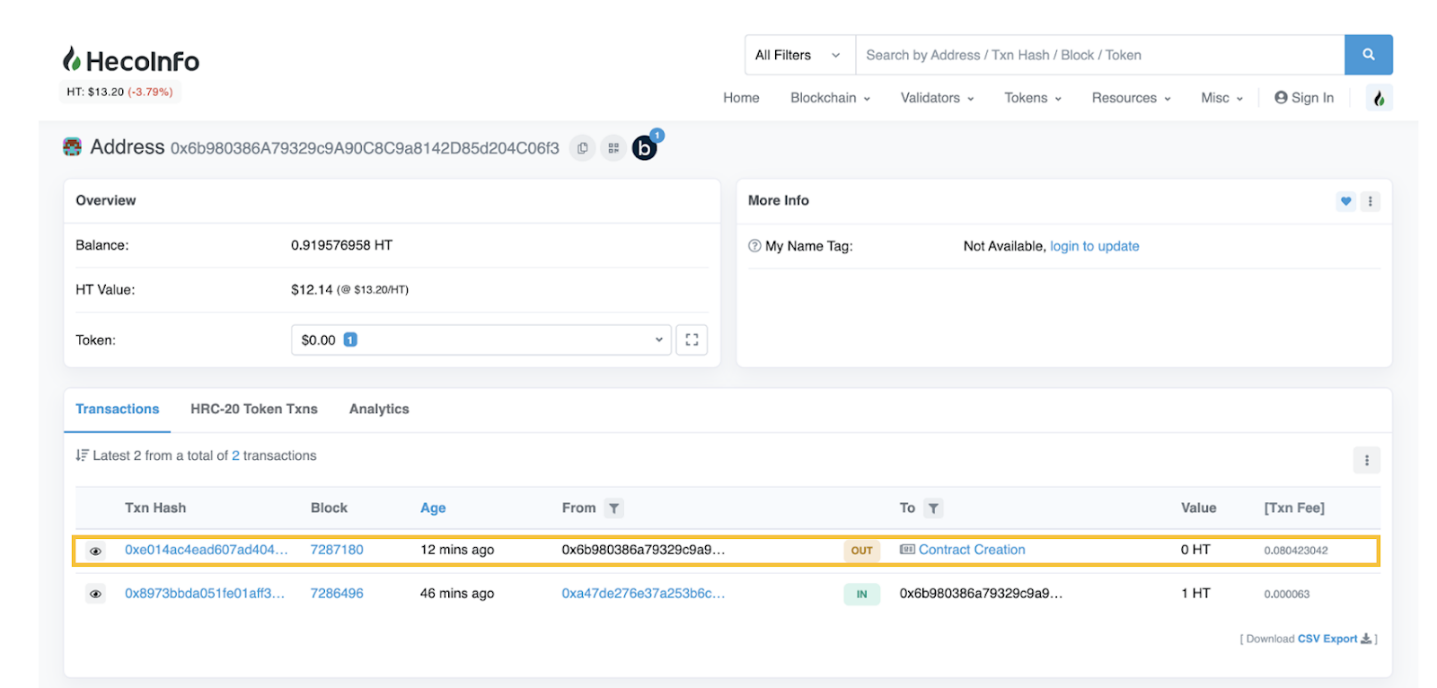 HecoInfo
All Filters
Search by Address / Txn Hash / Block / Token
HT: $13.20 (-3.79%)
Home Blockchain Validators Tokens Resources Misc Sign In
Address 0x6b980386A79329c9A90C8C9a8142D85d204C06f3
b
1
Overview
Balance: 0.919576958 HT
HT Value: $12.14 (@ $13.20/HT)
Token: $0.00 1
More Info
My Name Tag: Not Available, login to update
Transactions HRC-20 Token Txns Analytics
Latest 2 from a total of 2 transactions
Txn Hash Block Age From To Value [Txn Fee]
0xe014ac4ead607ad404... 7287180 12 mins ago 0x6b980386a79329c9a9... OUT Contract Creation 0 HT 0.080423042
0x8973bbda051fe01aff3... 7286496 46 mins ago 0xa47de276e37a253b6c... IN 0x6b980386a79329c9a9... 1 HT 0.000063
[ Download CSV Export ]